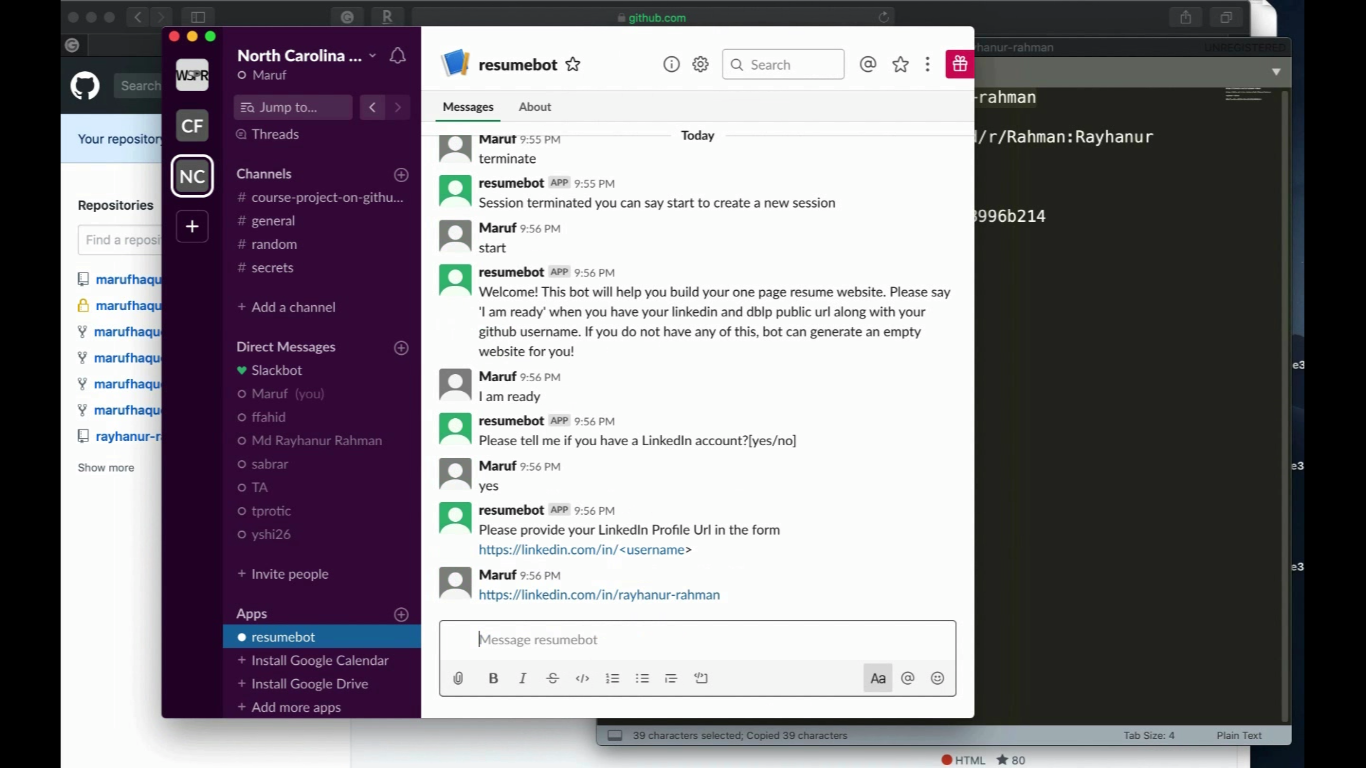 github.com
Search
Your repository
Repositories
Find a reposi
marufhaqu
marufhaque
marufhaqu
marufhaque
marufhaque
marufhaque
rayhanur-r
Show more
WSPR
CF
NC
North Carolina ...
Maruf
Jump to...
Threads
Channels
# course-project-on-githu...
# general
# random
# secrets
+ Add a channel
Direct Messages
Slackbot
Maruf (you)
ffahid
Md Rayhanur Rahman
sabrar
TA
tprotic
yshi26
+ Invite people
Apps
resumebot
+ Install Google Calendar
+ Install Google Drive
+ Add more apps
resumebot
Search
Messages About
Today
Maruf 9:55 PM
terminate
resumebot APP 9:55 PM
Session terminated you can say start to create a new session
Maruf 9:56 PM
start
resumebot APP 9:56 PM
Welcome! This bot will help you build your one page resume website. Please say
'I am ready' when you have your linkedin and dblp public url along with your
github username. If you do not have any of this, bot can generate an empty
website for you!
Maruf 9:56 PM
I am ready
resumebot APP 9:56 PM
Please tell me if you have a LinkedIn account?[yes/no]
Maruf 9:56 PM
yes
resumebot APP 9:56 PM
Please provide your LinkedIn Profile Url in the form
https://linkedin.com/in/<username>
Maruf 9:56 PM
https://linkedin.com/in/rayhanur-rahman
Message resumebot
Aa
hanur-rahman
UNREGISTERED
-rahman
/r/Rahman:Rayhanur
996b214
39 characters selected; Copied 39 characters
Tab Size: 4
Plain Text
HTML 80
e3
e3
e3